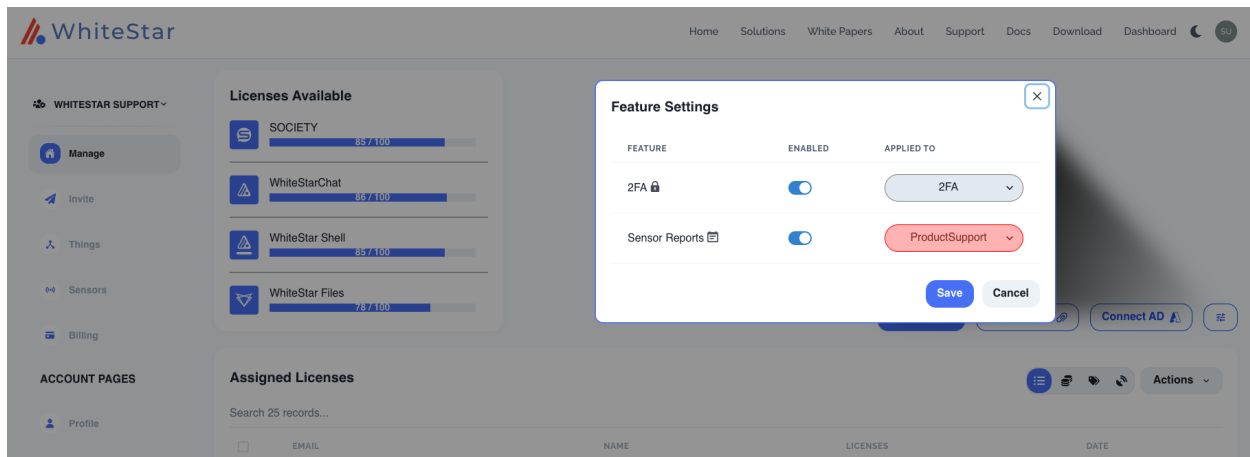 WhiteStar
Home Solutions White Papers About Support Docs Download Dashboard SU
WHITESTAR SUPPORT
Manage
Invite
Things
Sensors
Billing
ACCOUNT PAGES
Profile
Licenses Available
SOCIETY
85 / 100
WhiteStarChat
86 / 100
WhiteStar Shell
85 / 100
WhiteStar Files
78 / 100
Feature Settings
FEATURE ENABLED APPLIED TO
2FA 2FA
Sensor Reports ProductSupport
Save Cancel
Connect AD
Assigned Licenses
Actions
Search 25 records...
EMAIL NAME LICENSES DATE